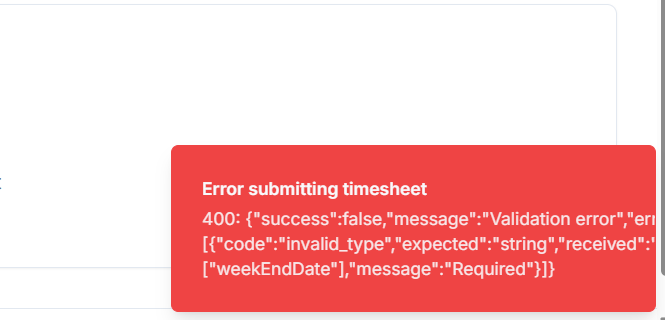 Error submitting timesheet
400: {"success":false,"message":"Validation error","err
[{"code":"invalid_type","expected":"string","received":"
["weekEndDate"],"message":"Required"}]}